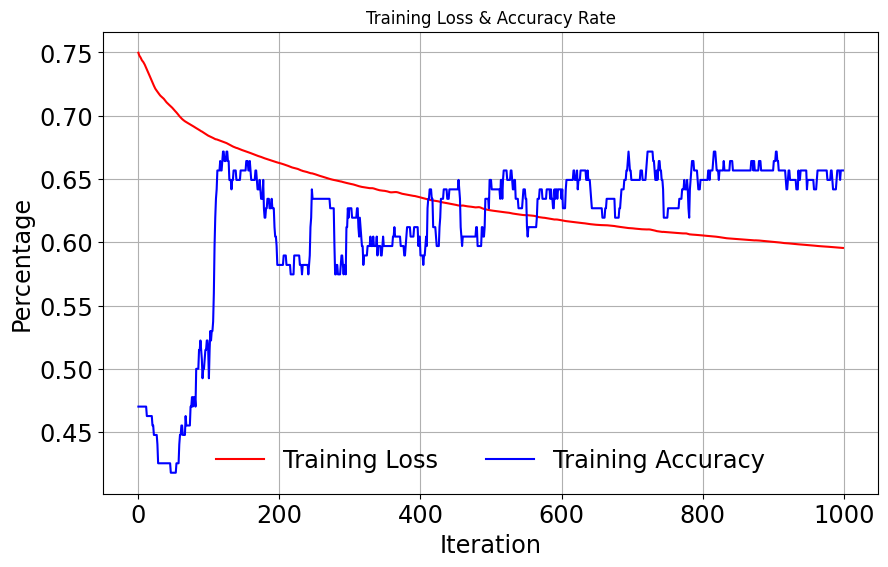 Training Loss & Accuracy Rate
0.75
0.70
0.65
0.60
0.55
0.50
0.45
Percentage
Training Loss
Training Accuracy
0
200
400
600
800
1000
Iteration